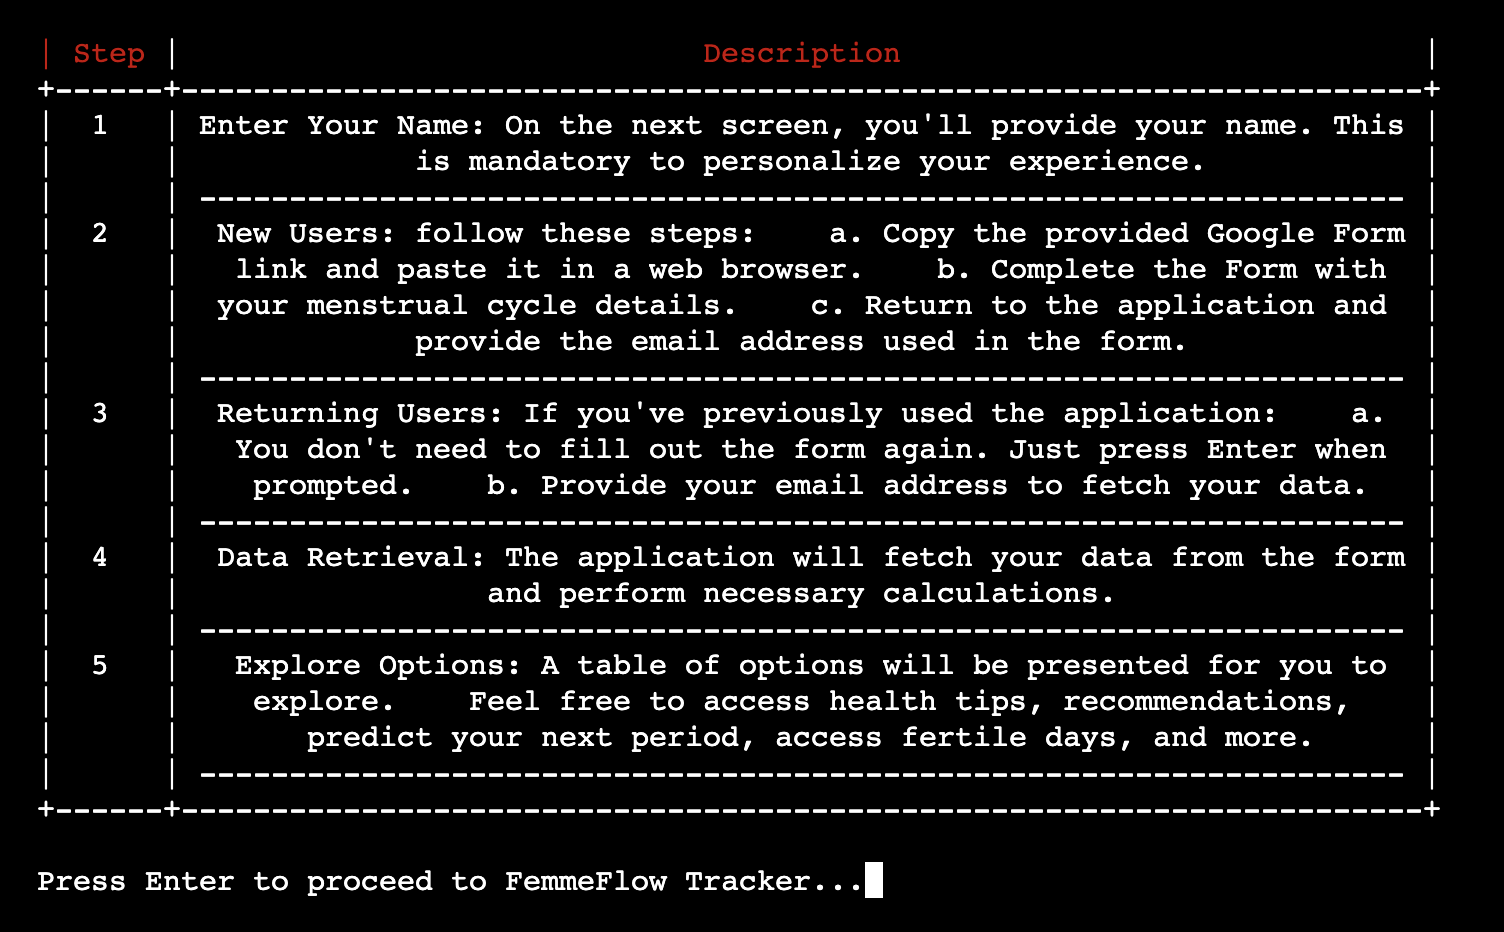 | Step | Description |
+------+---------------------------------------------------------------------+
| 1 | Enter Your Name: On the next screen, you'll provide your name. This |
| | is mandatory to personalize your experience. |
| | ------------------------------------------------------------------- |
| 2 | New Users: follow these steps: a. Copy the provided Google Form |
| | link and paste it in a web browser. b. Complete the Form with |
| | your menstrual cycle details. c. Return to the application and |
| | provide the email address used in the form. |
| | ------------------------------------------------------------------- |
| 3 | Returning Users: If you've previously used the application: a. |
| | You don't need to fill out the form again. Just press Enter when |
| | prompted. b. Provide your email address to fetch your data. |
| | ------------------------------------------------------------------- |
| 4 | Data Retrieval: The application will fetch your data from the form |
| | and perform necessary calculations. |
| | ------------------------------------------------------------------- |
| 5 | Explore Options: A table of options will be presented for you to |
| | explore. Feel free to access health tips, recommendations, |
| | predict your next period, access fertile days, and more. |
| | ------------------------------------------------------------------- |
+------+---------------------------------------------------------------------+
Press Enter to proceed to FemmeFlow Tracker...